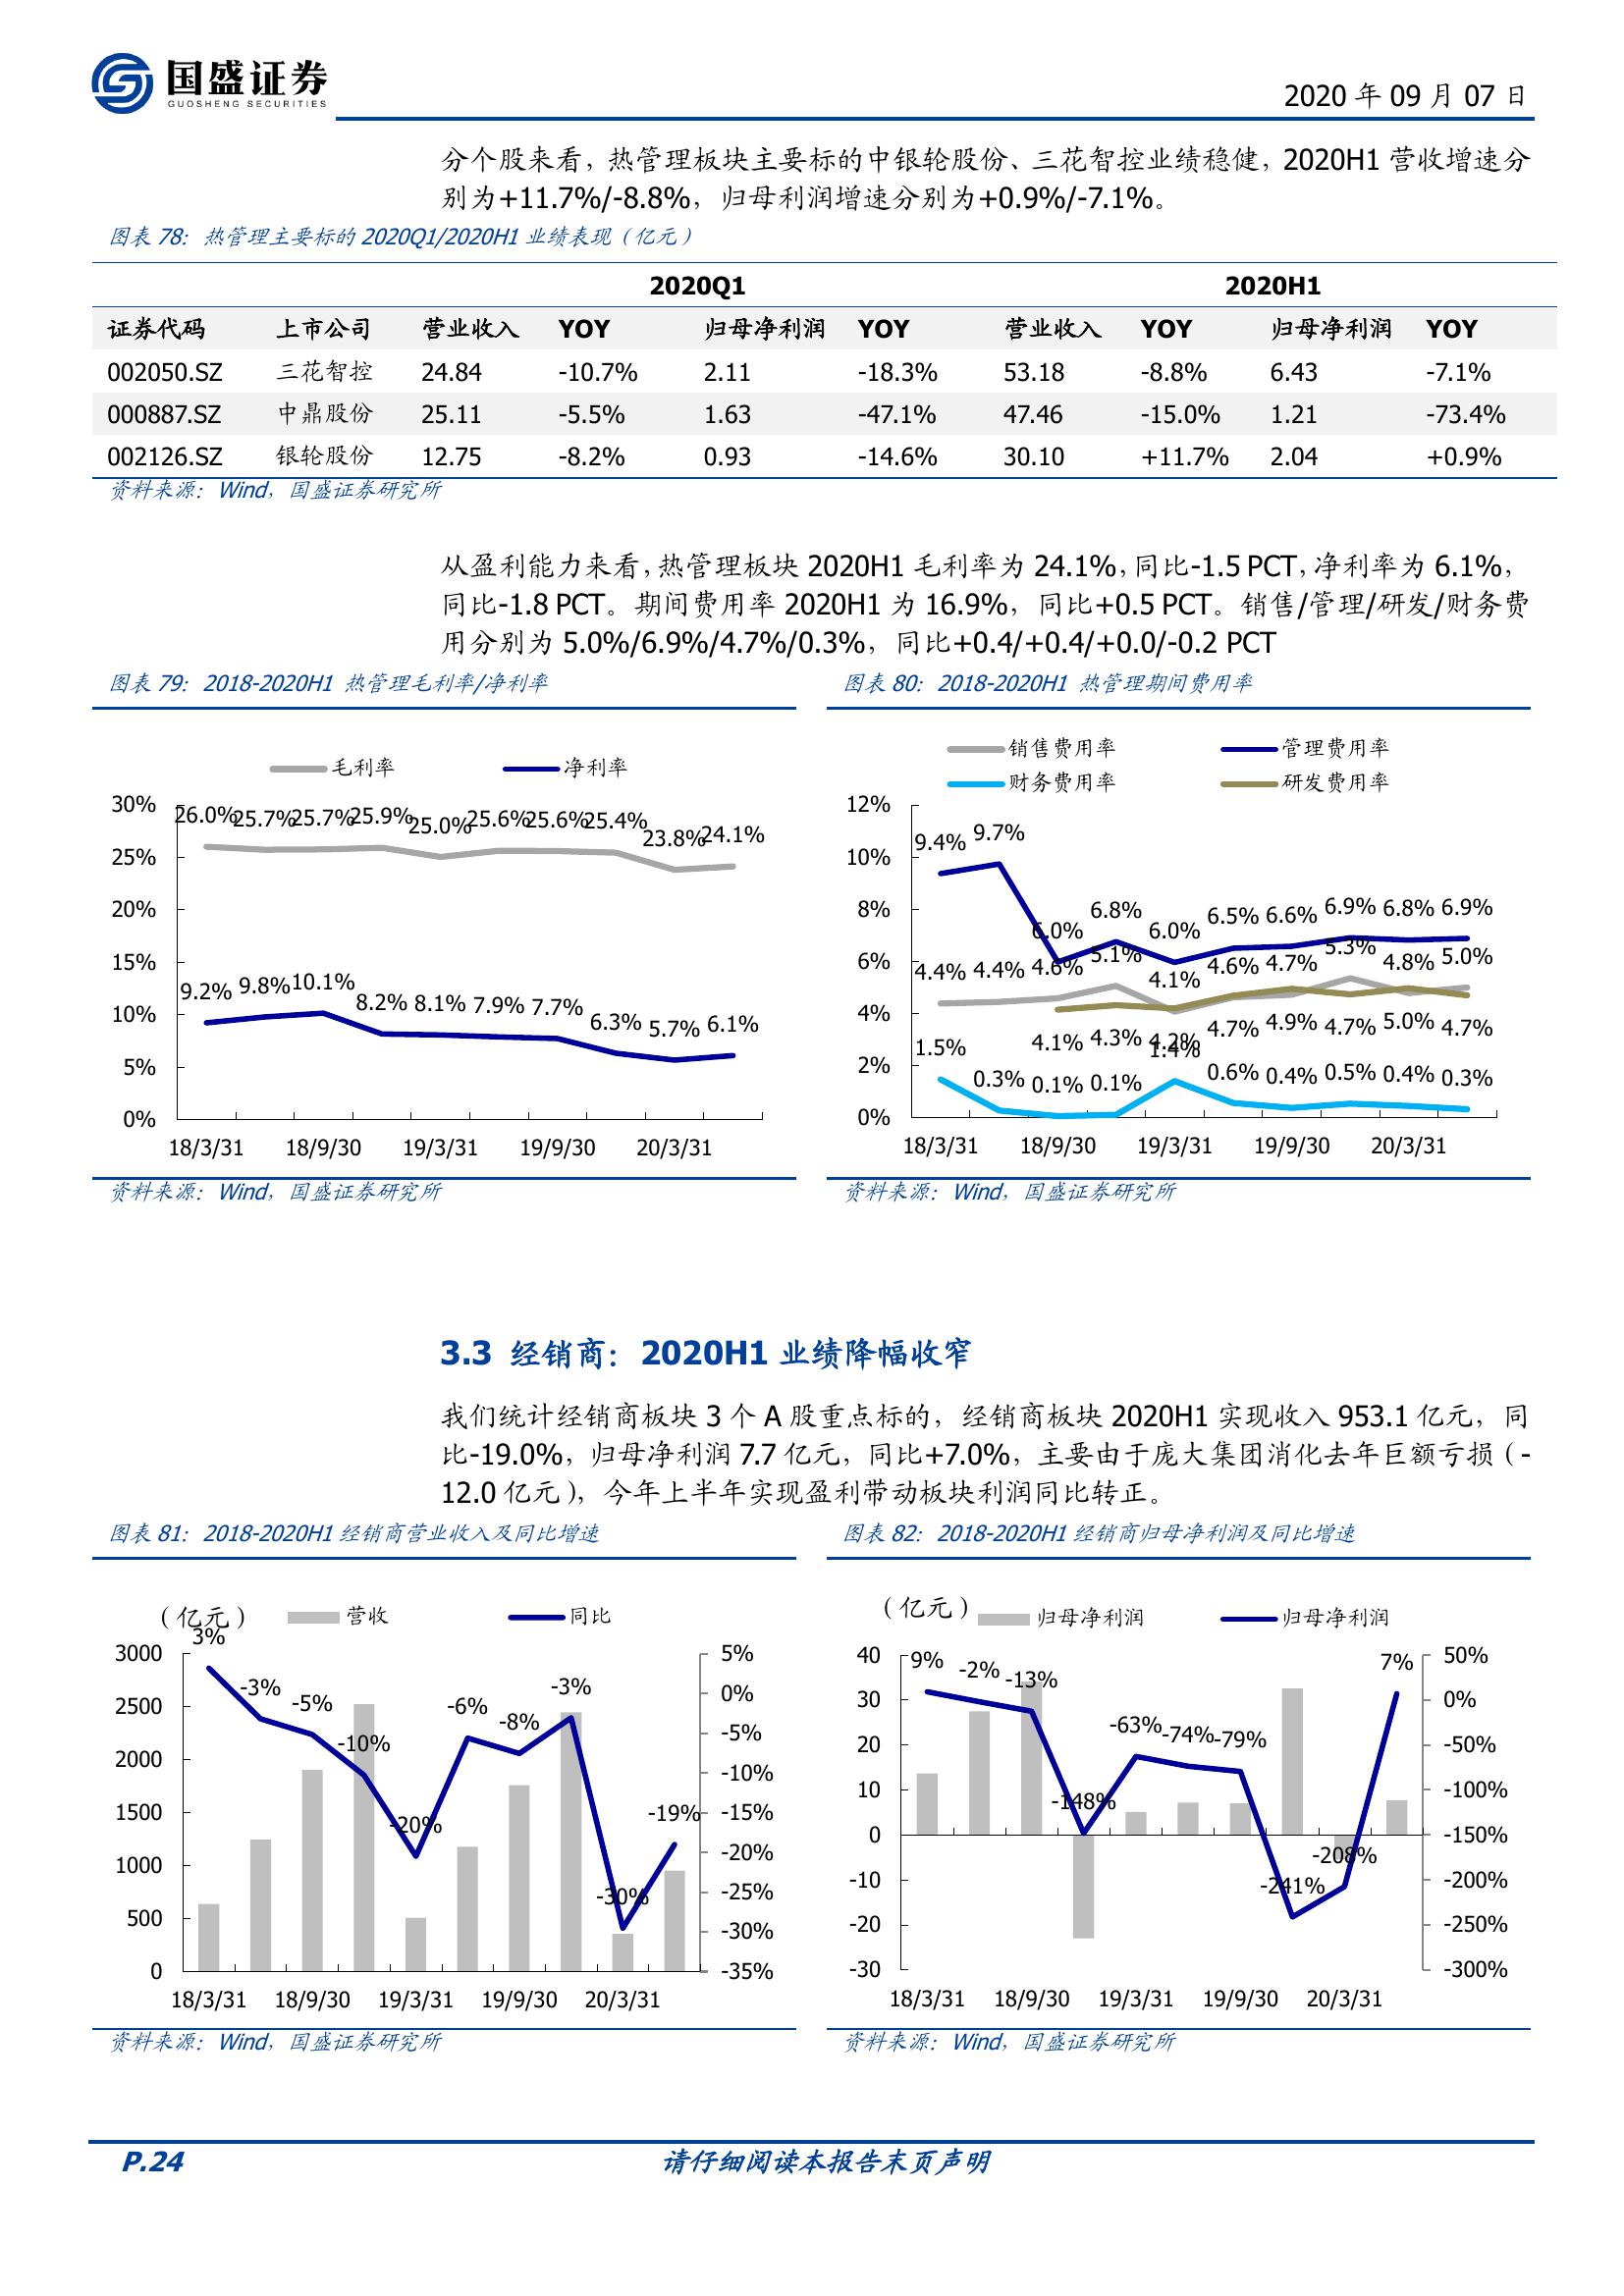 国盛证券
GUOSHENG SECURITIES
2020 年 09 月 07 日
分个股来看，热管理板块主要标的中银轮股份、三花智控业绩稳健，2020H1 营收增速分
别为+11.7%/-8.8%，归母利润增速分别为+0.9%/-7.1%。
图表 78：热管理主要标的 2020Q1/2020H1 业绩表现（亿元）
2020Q1 2020H1
证券代码 上市公司 营业收入 YOY 归母净利润 YOY 营业收入 YOY 归母净利润 YOY
002050.SZ 三花智控 24.84 -10.7% 2.11 -18.3% 53.18 -8.8% 6.43 -7.1%
000887.SZ 中鼎股份 25.11 -5.5% 1.63 -47.1% 47.46 -15.0% 1.21 -73.4%
002126.SZ 银轮股份 12.75 -8.2% 0.93 -14.6% 30.10 +11.7% 2.04 +0.9%
资料来源：Wind，国盛证券研究所
从盈利能力来看，热管理板块 2020H1 毛利率为 24.1%，同比-1.5 PCT，净利率为 6.1%，
同比-1.8 PCT。期间费用率 2020H1 为 16.9%，同比+0.5 PCT。销售/管理/研发/财务费
用分别为 5.0%/6.9%/4.7%/0.3%，同比+0.4/+0.4/+0.0/-0.2 PCT
图表 79：2018-2020H1 热管理毛利率/净利率
毛利率 净利率
30%
25%
20%
15%
10%
5%
0%
26.0% 25.7% 25.7% 25.9% 25.0% 25.6% 25.6% 25.4% 23.8% 24.1%
9.2% 9.8% 10.1% 8.2% 8.1% 7.9% 7.7% 6.3% 5.7% 6.1%
18/3/31 18/9/30 19/3/31 19/9/30 20/3/31
资料来源：Wind，国盛证券研究所
图表 80：2018-2020H1 热管理期间费用率
销售费用率 管理费用率
财务费用率 研发费用率
12%
10%
8%
6%
4%
2%
0%
9.4% 9.7% 6.0% 6.8% 6.0% 6.5% 6.6% 6.9% 6.8% 6.9%
4.4% 4.4% 4.6% 5.1% 4.1% 4.6% 4.7% 5.3% 4.8% 5.0%
4.1% 4.3% 4.2% 4.7% 4.9% 4.7% 5.0% 4.7%
1.5% 0.3% 0.1% 0.1% 1.4% 0.6% 0.4% 0.5% 0.4% 0.3%
18/3/31 18/9/30 19/3/31 19/9/30 20/3/31
资料来源：Wind，国盛证券研究所
3.3 经销商：2020H1 业绩降幅收窄
我们统计经销商板块 3 个 A 股重点标的，经销商板块 2020H1 实现收入 953.1 亿元，同
比-19.0%，归母净利润 7.7 亿元，同比+7.0%，主要由于庞大集团消化去年巨额亏损（-
12.0 亿元），今年上半年实现盈利带动板块利润同比转正。
图表 81：2018-2020H1 经销商营业收入及同比增速
（亿元） 营收 同比
3000
2500
2000
1500
1000
500
0
3% -3% -5% -10% -20% -6% -8% -3% -30% -19%
5%
0%
-5%
-10%
-15%
-20%
-25%
-30%
-35%
18/3/31 18/9/30 19/3/31 19/9/30 20/3/31
资料来源：Wind，国盛证券研究所
图表 82：2018-2020H1 经销商归母净利润及同比增速
（亿元） 归母净利润 归母净利润
40
30
20
10
0
-10
-20
-30
9% -2% -13% -148% -63% -74% -79% -241% -208% 7%
50%
0%
-50%
-100%
-150%
-200%
-250%
-300%
18/3/31 18/9/30 19/3/31 19/9/30 20/3/31
资料来源：Wind，国盛证券研究所
P.24 请仔细阅读本报告末页声明